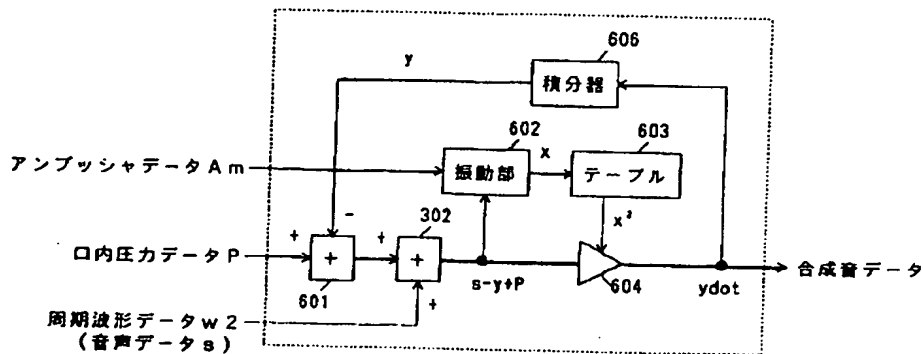 606
y
積分器
602
603
X
アンブッシャデータAm
振動部
テーブル
-
302
x²
+
+
口内圧力データP
+
+
合成音データ
601
+
s-y+P
604
ydot
周期波形データw2
(音声データs)